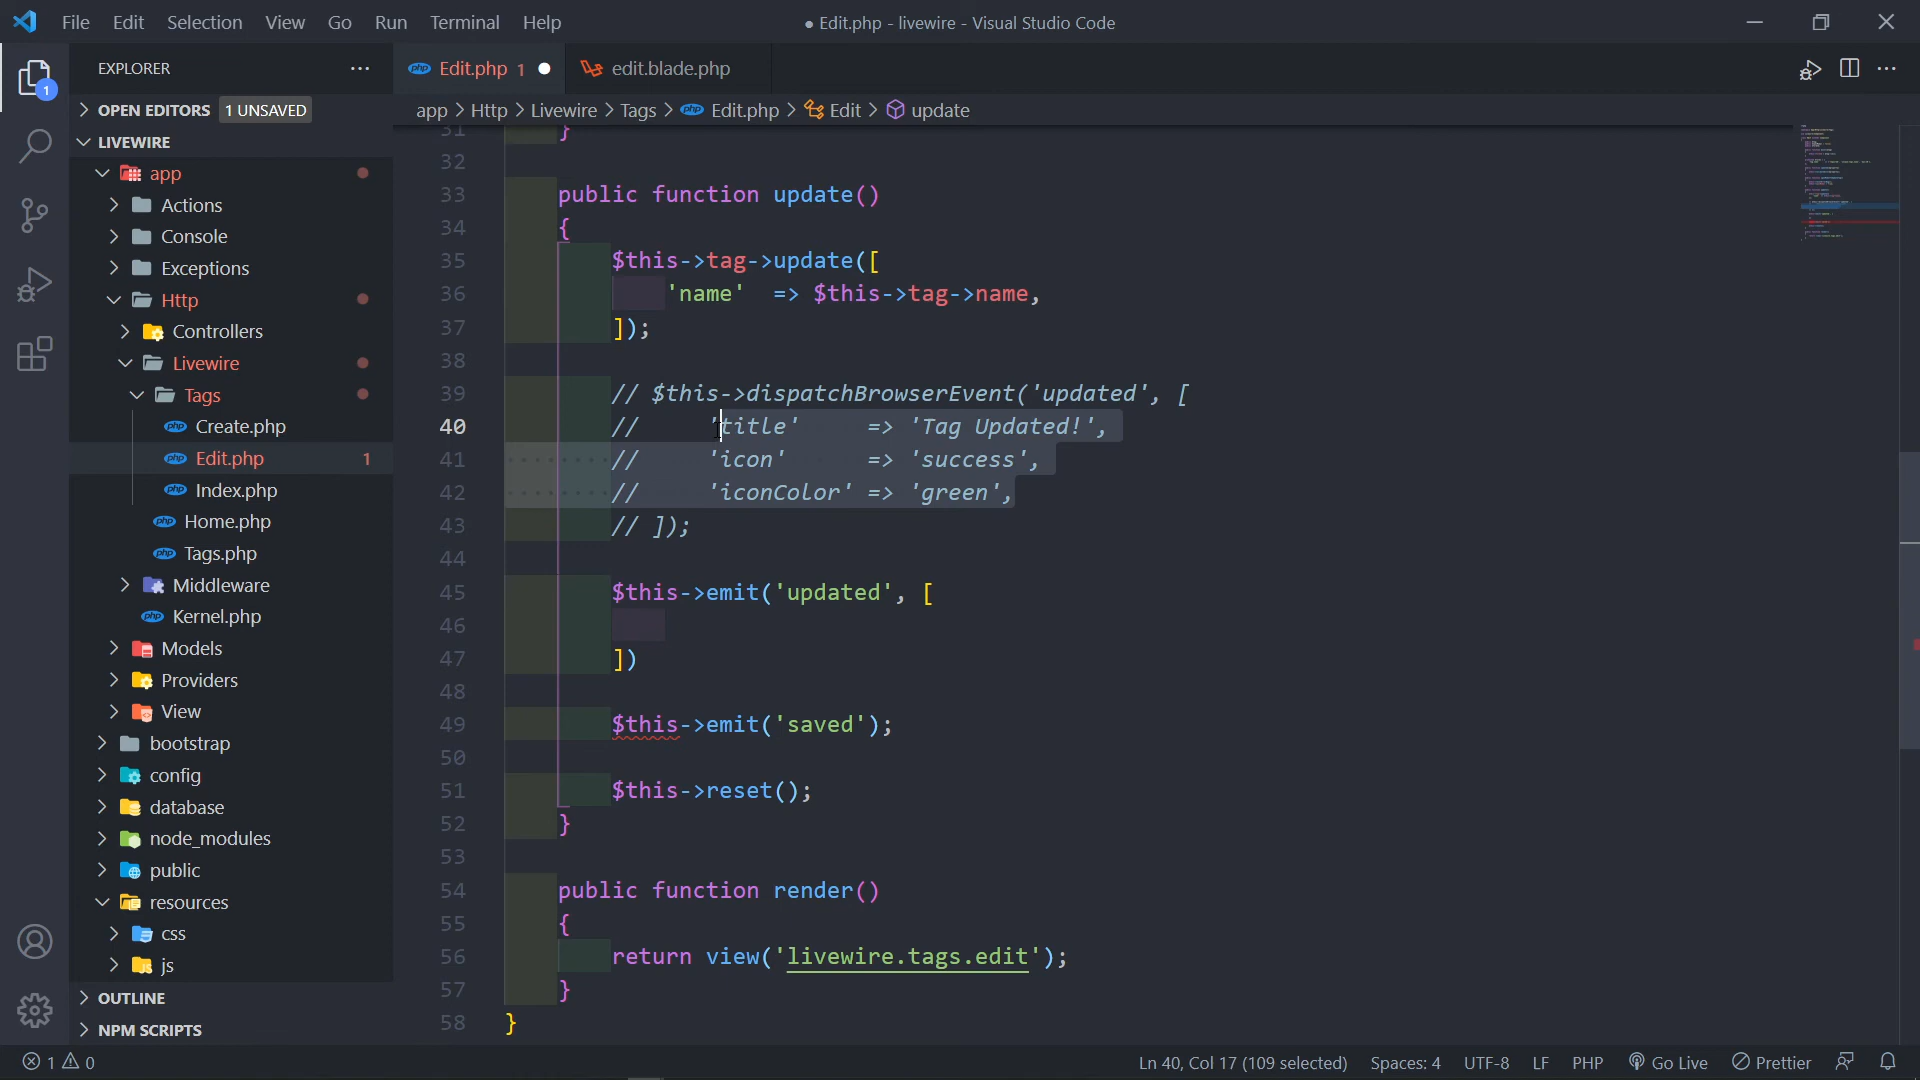 File Edit Selection View Go Run Terminal Help
● Edit.php - livewire - Visual Studio Code
EXPLORER
Edit.php 1
edit.blade.php
OPEN EDITORS 1 UNSAVED
app > Http > Livewire > Tags > Edit.php > Edit > update
LIVEWIRE
app
Actions
Console
Exceptions
Http
Controllers
Livewire
Tags
Create.php
Edit.php 1
Index.php
Home.php
Tags.php
Middleware
Kernel.php
Models
Providers
View
bootstrap
config
database
node_modules
public
resources
css
js
OUTLINE
NPM SCRIPTS
31 }
32
33 public function update()
34 {
35 $this->tag->update([
36 'name' => $this->tag->name,
37 ]);
38
39 // $this->dispatchBrowserEvent('updated', [
40 // 'title' => 'Tag Updated!',
41 // 'icon' => 'success',
42 // 'iconColor' => 'green',
43 // ]);
44
45 $this->emit('updated', [
46
47 ])
48
49 $this->emit('saved');
50
51 $this->reset();
52 }
53
54 public function render()
55 {
56 return view('livewire.tags.edit');
57 }
58 }
1 0
Ln 40, Col 17 (109 selected) Spaces: 4 UTF-8 LF PHP Go Live Prettier
1